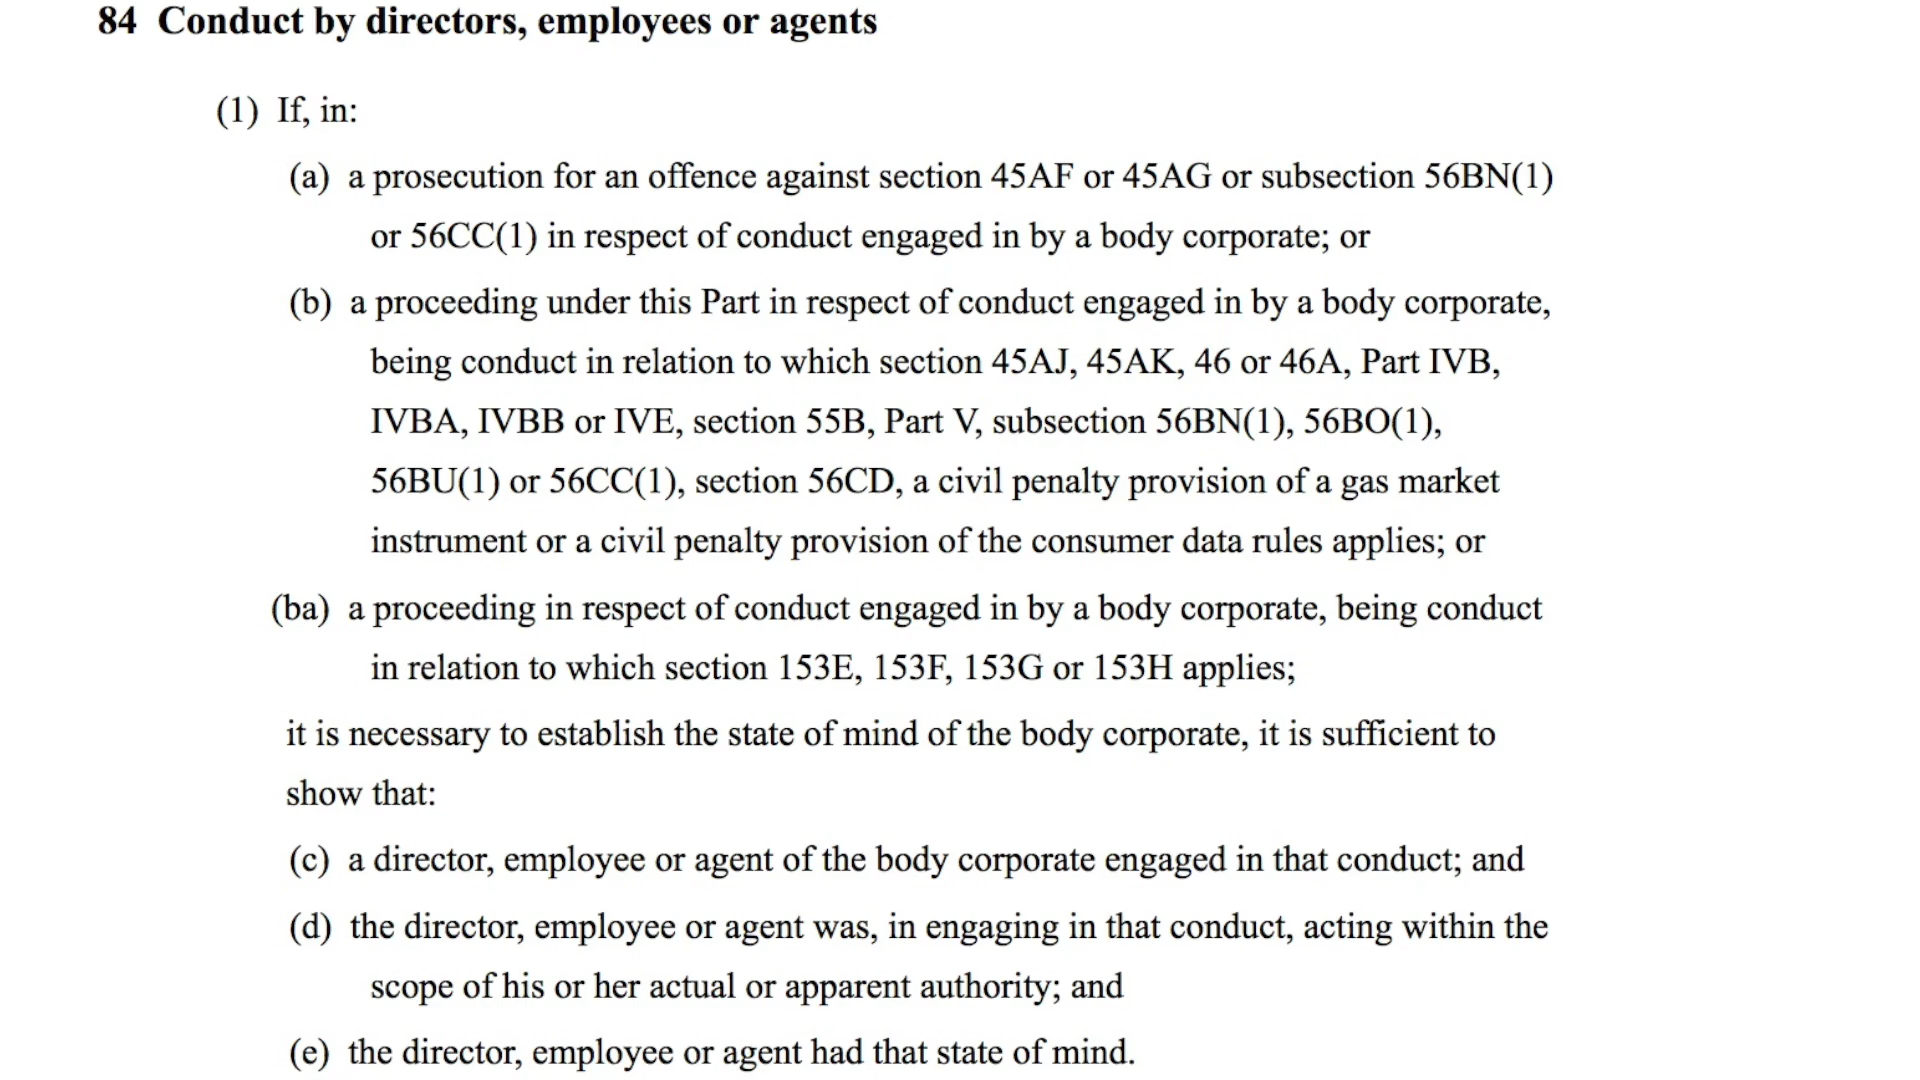 84 Conduct by directors, employees or agents
(1) If, in:
(a) a prosecution for an offence against section 45AF or 45AG or subsection 56BN(1)
or 56CC(1) in respect of conduct engaged in by a body corporate; or
(b) a proceeding under this Part in respect of conduct engaged in by a body corporate,
being conduct in relation to which section 45AJ, 45AK, 46 or 46A, Part IVB,
IVBA, IVBB or IVE, section 55B, Part V, subsection 56BN(1), 56BO(1),
56BU(1) or 56CC(1), section 56CD, a civil penalty provision of a gas market
instrument or a civil penalty provision of the consumer data rules applies; or
(ba) a proceeding in respect of conduct engaged in by a body corporate, being conduct
in relation to which section 153E, 153F, 153G or 153H applies;
it is necessary to establish the state of mind of the body corporate, it is sufficient to
show that:
(c) a director, employee or agent of the body corporate engaged in that conduct; and
(d) the director, employee or agent was, in engaging in that conduct, acting within the
scope of his or her actual or apparent authority; and
(e) the director, employee or agent had that state of mind.